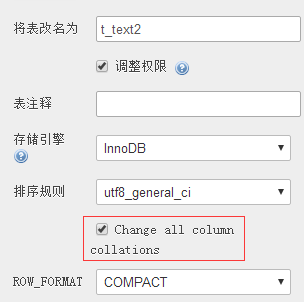 将表改名为 t_text2
调整权限
表注释
存储引擎 InnoDB
排序规则 utf8_general_ci
Change all column
collations
ROW_FORMAT COMPACT